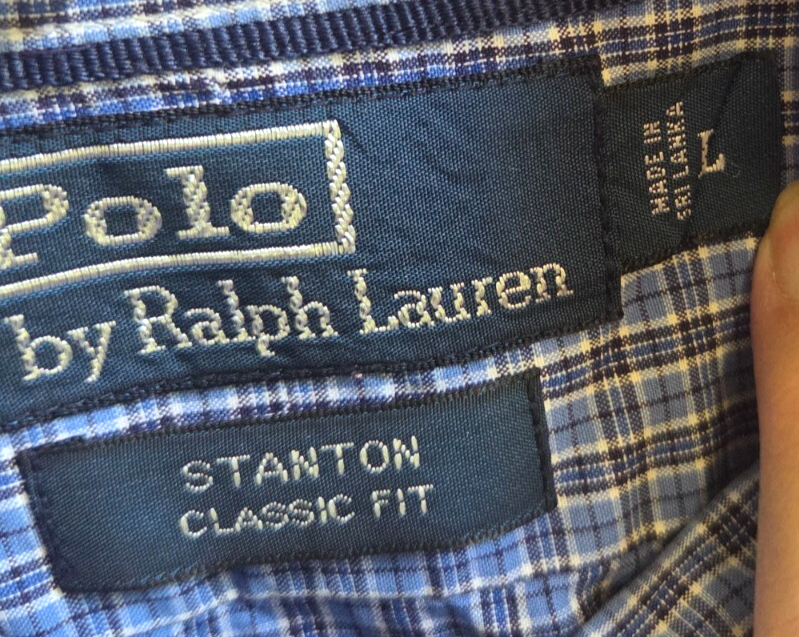 Polo
by Ralph Lauren
MADE IN
SRI LANKA
L
STANTON
CLASSIC FIT